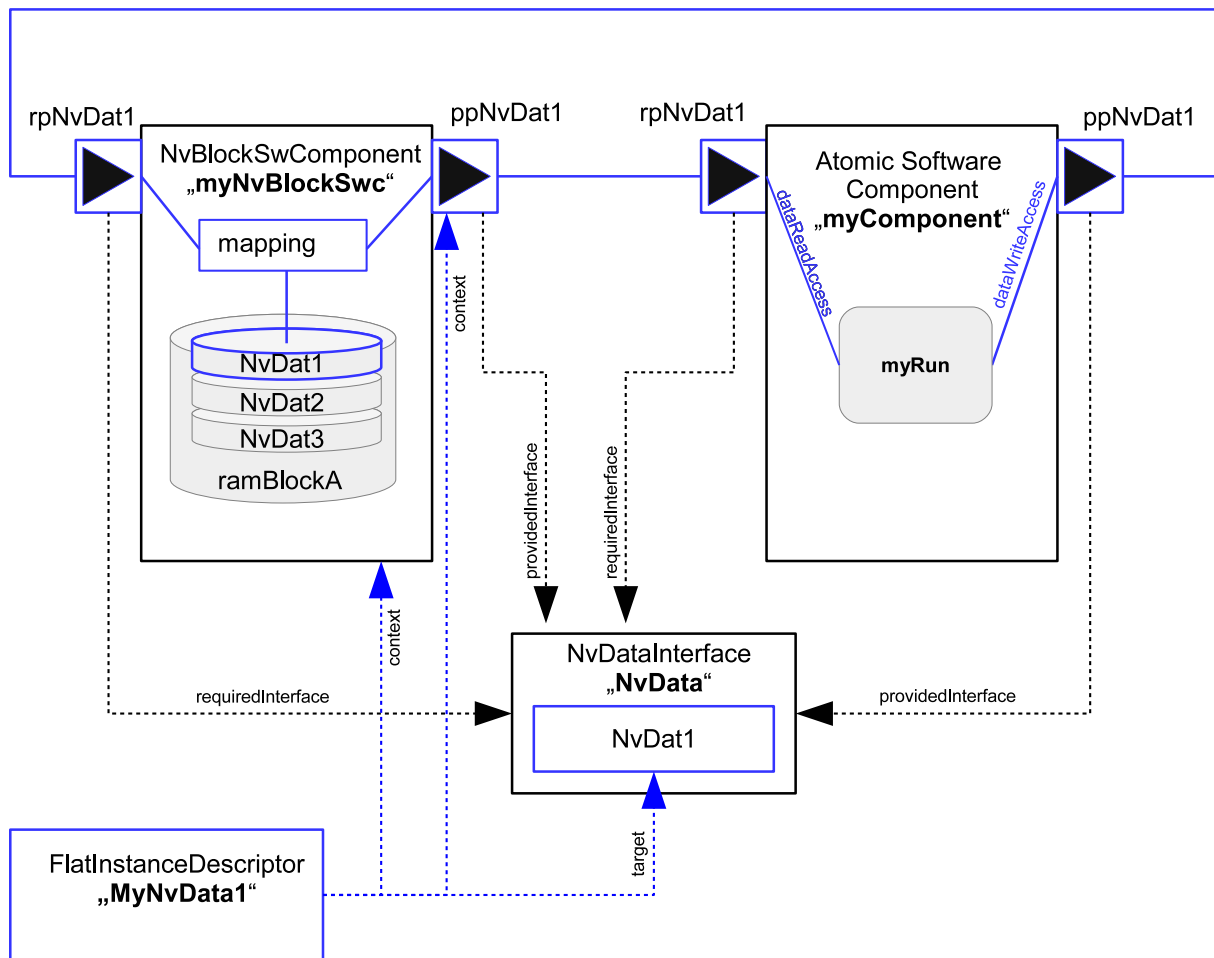 rpNvDat1
ppNvDat1
rpNvDat1
ppNvDat1
NvBlockSwComponent
„myNvBlockSwc“
mapping
NvDat1
NvDat2
NvDat3
ramBlockA
Atomic Software
Component
„myComponent“
dataReadAccess
dataWriteAccess
myRun
context
providedInterface
requiredInterface
context
requiredInterface
NvDataInterface
„NvData“
NvDat1
providedInterface
target
FlatInstanceDescriptor
„MyNvData1“